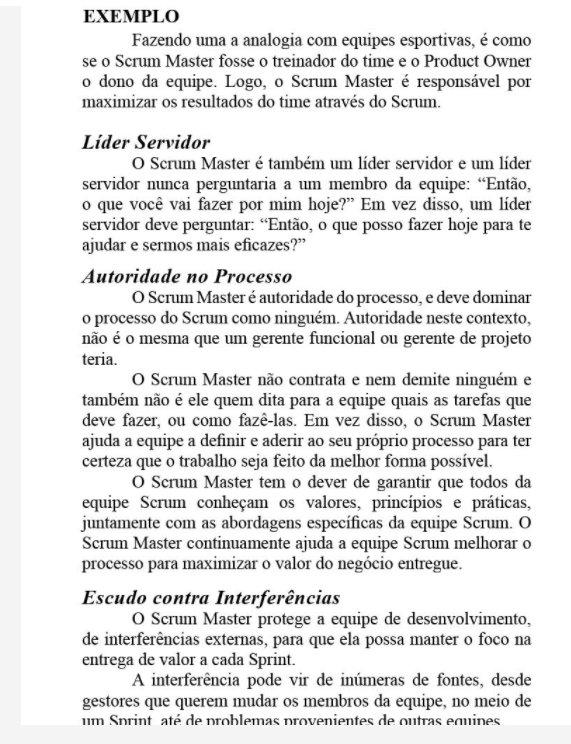 EXEMPLO
Fazendo uma a analogia com equipes esportivas, é como
se o Scrum Master fosse o treinador do time e o Product Owner
o dono da equipe. Logo, o Scrum Master é responsável por
maximizar os resultados do time através do Scrum.
Líder Servidor
O Scrum Master é também um líder servidor e um líder
servidor nunca perguntaria a um membro da equipe: “Então,
o que você vai fazer por mim hoje?” Em vez disso, um líder
servidor deve perguntar: “Então, o que posso fazer hoje para te
ajudar e sermos mais eficazes?”
Autoridade no Processo
O Scrum Master é autoridade do processo, e deve dominar
o processo do Scrum como ninguém. Autoridade neste contexto,
não é o mesma que um gerente funcional ou gerente de projeto
teria.
O Scrum Master não contrata e nem demite ninguém e
também não é ele quem dita para a equipe quais as tarefas que
deve fazer, ou como fazê-las. Em vez disso, o Scrum Master
ajuda a equipe a definir e aderir ao seu próprio processo para ter
certeza que o trabalho seja feito da melhor forma possível.
O Scrum Master tem o dever de garantir que todos da
equipe Scrum conheçam os valores, princípios e práticas,
juntamente com as abordagens específicas da equipe Scrum. O
Scrum Master continuamente ajuda a equipe Scrum melhorar o
processo para maximizar o valor do negócio entregue.
Escudo contra Interferências
O Scrum Master protege a equipe de desenvolvimento,
de interferências externas, para que ela possa manter o foco na
entrega de valor a cada Sprint.
A interferência pode vir de inúmeras de fontes, desde
gestores que querem mudar os membros da equipe, no meio de
um Sprint, até de problemas provenientes de outras equipes